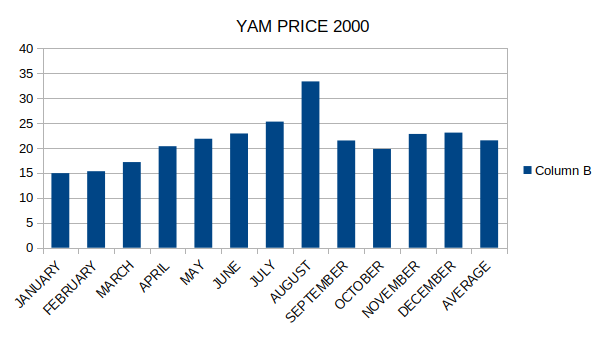 YAM PRICE 2000
40
35
30
25
20
15
10
5
0
JANUARY
FEBRUARY
MARCH
APRIL
MAY
JUNE
JULY
AUGUST
SEPTEMBER
OCTOBER
NOVEMBER
DECEMBER
AVERAGE
Column B